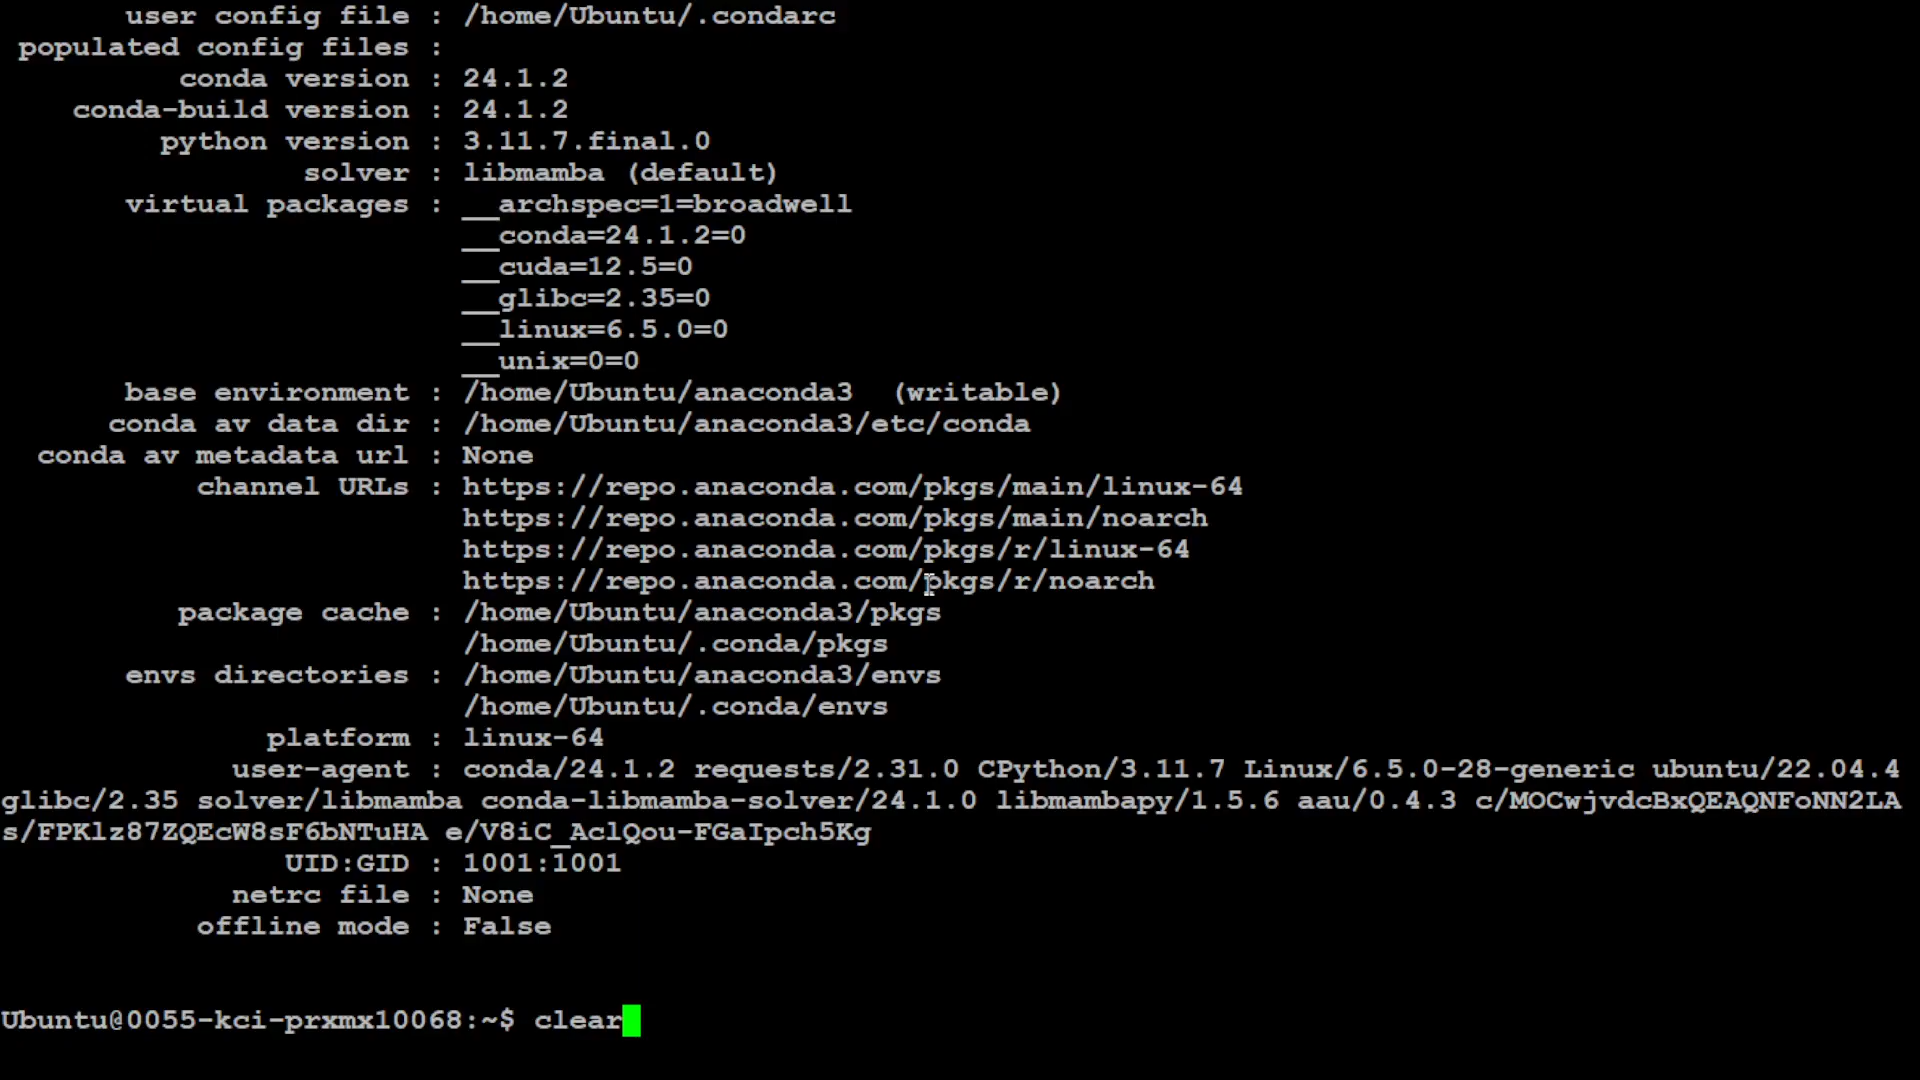 user config file : /home/Ubuntu/.condarc
populated config files :
conda version : 24.1.2
conda-build version : 24.1.2
python version : 3.11.7.final.0
solver : libmamba (default)
virtual packages : __archspec=1=broadwell
__conda=24.1.2=0
__cuda=12.5=0
__glibc=2.35=0
__linux=6.5.0=0
__unix=0=0
base environment : /home/Ubuntu/anaconda3  (writable)
conda av data dir : /home/Ubuntu/anaconda3/etc/conda
conda av metadata url : None
channel URLs : https://repo.anaconda.com/pkgs/main/linux-64
https://repo.anaconda.com/pkgs/main/noarch
https://repo.anaconda.com/pkgs/r/linux-64
https://repo.anaconda.com/pkgs/r/noarch
package cache : /home/Ubuntu/anaconda3/pkgs
/home/Ubuntu/.conda/pkgs
envs directories : /home/Ubuntu/anaconda3/envs
/home/Ubuntu/.conda/envs
platform : linux-64
user-agent : conda/24.1.2 requests/2.31.0 CPython/3.11.7 Linux/6.5.0-28-generic ubuntu/22.04.4
glibc/2.35 solver/libmamba conda-libmamba-solver/24.1.0 libmambapy/1.5.6 aau/0.4.3 c/MOCwjvdcBxQEAQNFoNN2LA
s/FPKlz87ZQEcW8sF6bNTuHA e/V8iC_AclQou-FGaIpch5Kg
UID:GID : 1001:1001
netrc file : None
offline mode : False
Ubuntu@0055-kci-prxmx10068:~$ clear